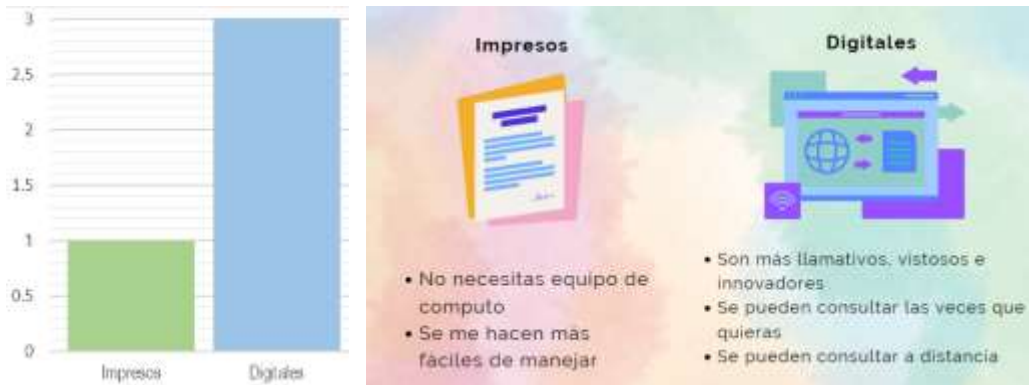 3
2,5
2
1.5
1
0.5
0
Impresos
Digitales
Impresos
Digitales
• No necesitas equipo de
computo
• Se me hacen más
fáciles de manejar
• Son más llamativos, vistosos e
innovadores
• Se pueden consultar las veces que
quieras
• Se pueden consultar a distancia